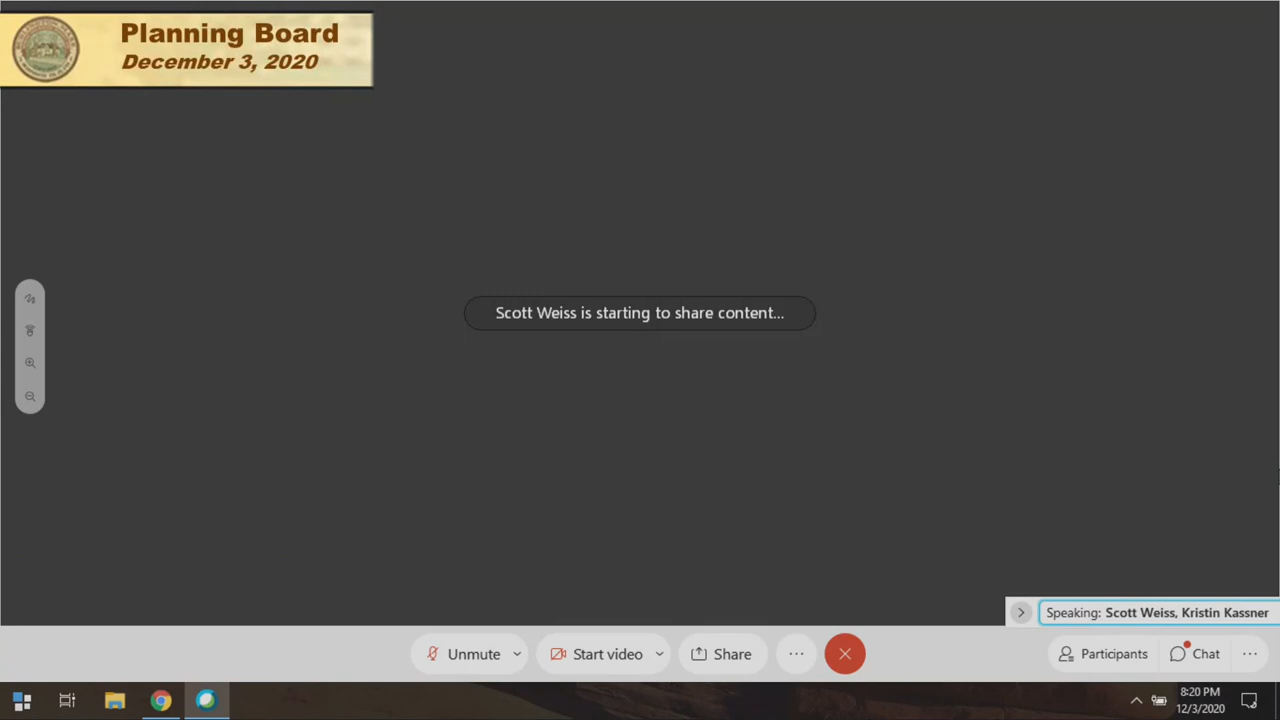 Planning Board
December 3, 2020
Scott Weiss is starting to share content...
Speaking: Scott Weiss, Kristin Kassner
Unmute
Start video
Share
Participants
Chat
8:20 PM
12/3/2020